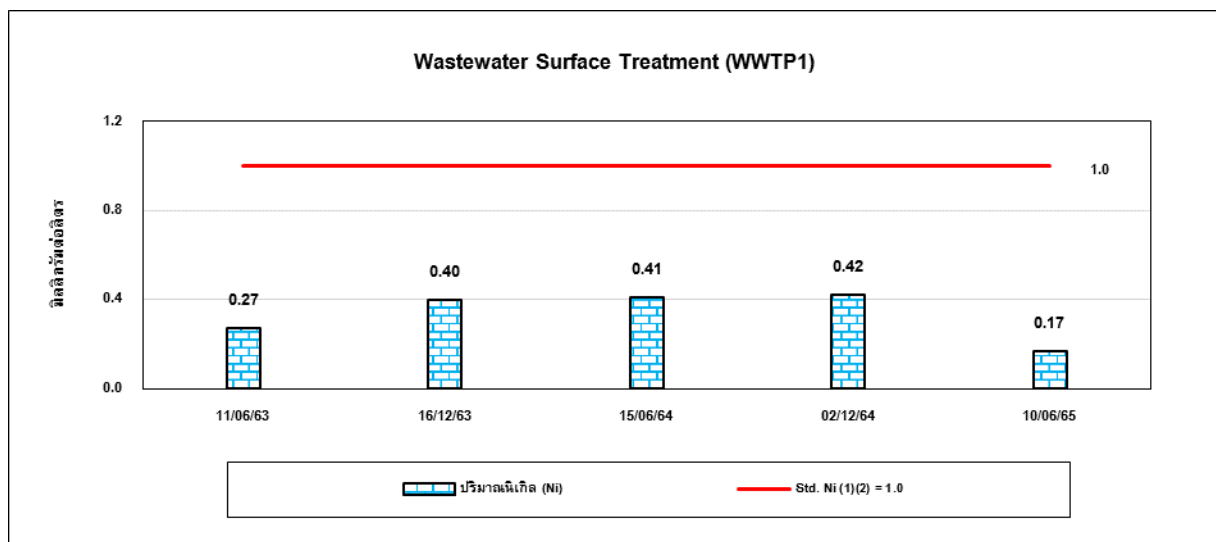 Wastewater Surface Treatment (WWTP1)
มิลลิกรัมต่อลิตร
1.2
0.8
0.4
0.0
1.0
0.27
0.40
0.41
0.42
0.17
11/06/63 16/12/63 15/06/64 02/12/64 10/06/65
ปริมาณนิเกิล (Ni) Std. Ni (1)(2) = 1.0